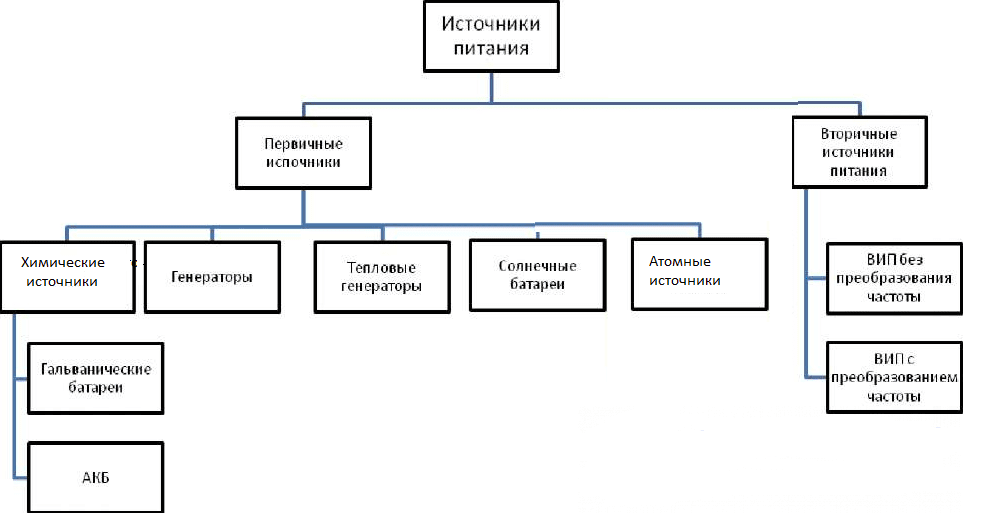 Источники
питания
Первичные
источники
Вторичные
источники
питания
Химические
источники
Генераторы
Тепловые
генераторы
Солнечные
батареи
Атомные
источники
ВИП без
преобразования
частоты
Гальванические
батареи
ВИП с
преобразованием
частоты
АКБ